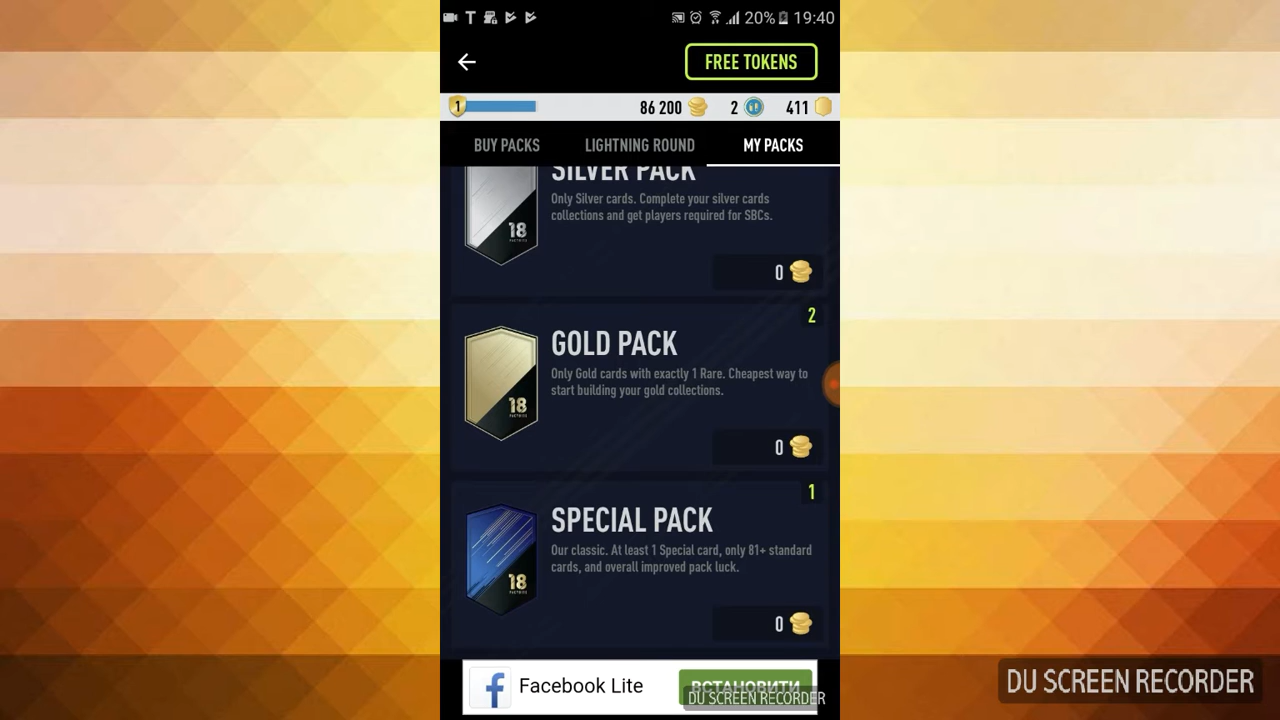 T 20% 19:40
FREE TOKENS
1 86 200 2 411
BUY PACKS LIGHTNING ROUND MY PACKS
SILVER PACK
Only Silver cards. Complete your silver cards
collections and get players required for SBCs.
18
0
2
GOLD PACK
Only Gold cards with exactly 1 Rare. Cheapest way to
start building your gold collections.
18
0
1
SPECIAL PACK
Our classic. At least 1 Special card, only 81+ standard
cards, and overall improved pack luck.
18
0
f Facebook Lite ВСТАНОВИТИ
DU SCREEN RECORDER
DU SCREEN RECORDER